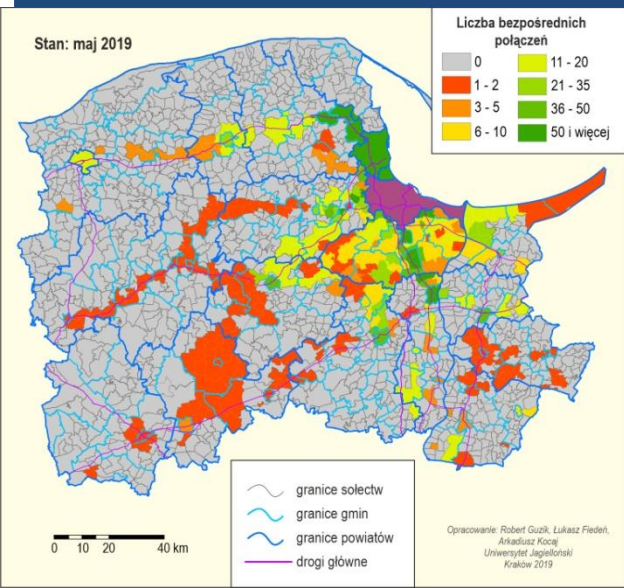 Stan: maj 2019
Liczba bezpośrednich
połączeń
0
1 - 2
3 - 5
6 - 10
11 - 20
21 - 35
36 - 50
50 i więcej
granice sołectw
granice gmin
granice powiatów
drogi główne
0 10 20 40 km
Opracowanie: Robert Guzik, Łukasz Fiedeń,
Arkadiusz Kocaj
Uniwersytet Jagielloński
Kraków 2019